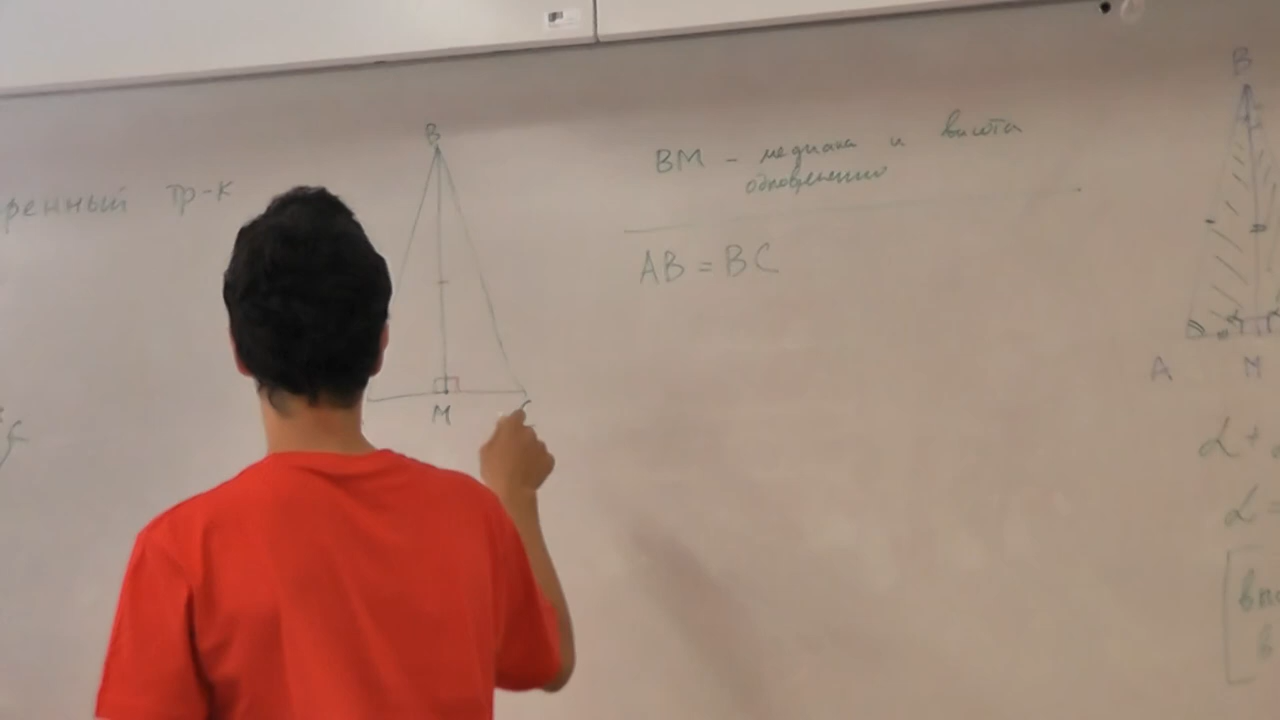 ренный тр-к
B
M
C
BM - медиана и высота
одновременно
AB = BC
B
A M
α +
α =